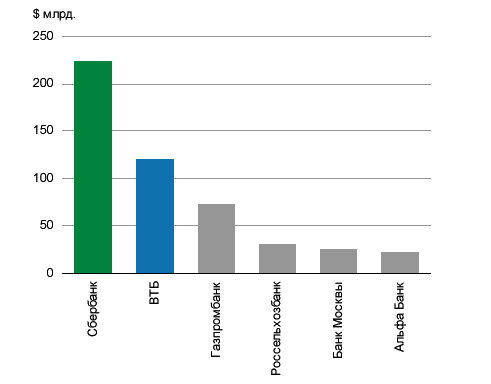 $ млрд.
250
200
150
100
50
0
Сбербанк
ВТБ
Газпромбанк
Россельхозбанк
Банк Москвы
Альфа Банк